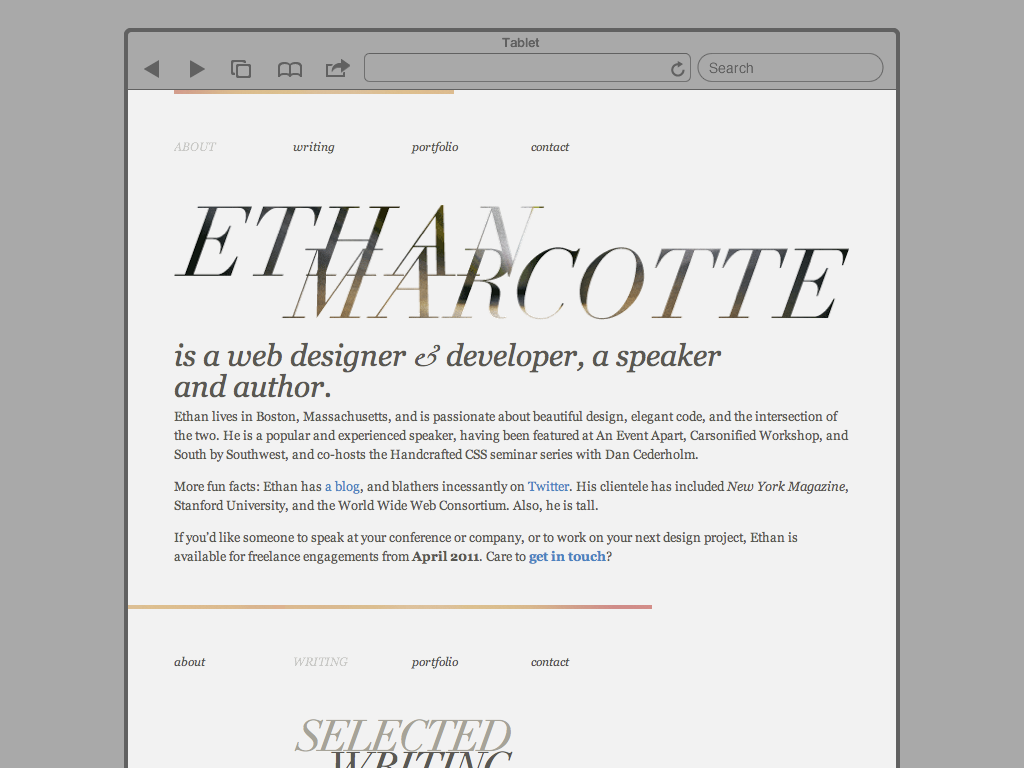 Tablet
Search
ABOUT writing portfolio contact
ETHAN
MARCOTTE
is a web designer & developer, a speaker
and author.
Ethan lives in Boston, Massachusetts, and is passionate about beautiful design, elegant code, and the intersection of
the two. He is a popular and experienced speaker, having been featured at An Event Apart, Carsonified Workshop, and
South by Southwest, and co-hosts the Handcrafted CSS seminar series with Dan Cederholm.
More fun facts: Ethan has a blog, and blathers incessantly on Twitter. His clientele has included New York Magazine,
Stanford University, and the World Wide Web Consortium. Also, he is tall.
If you’d like someone to speak at your conference or company, or to work on your next design project, Ethan is
available for freelance engagements from April 2011. Care to get in touch?
about WRITING portfolio contact
SELECTED
WRITING